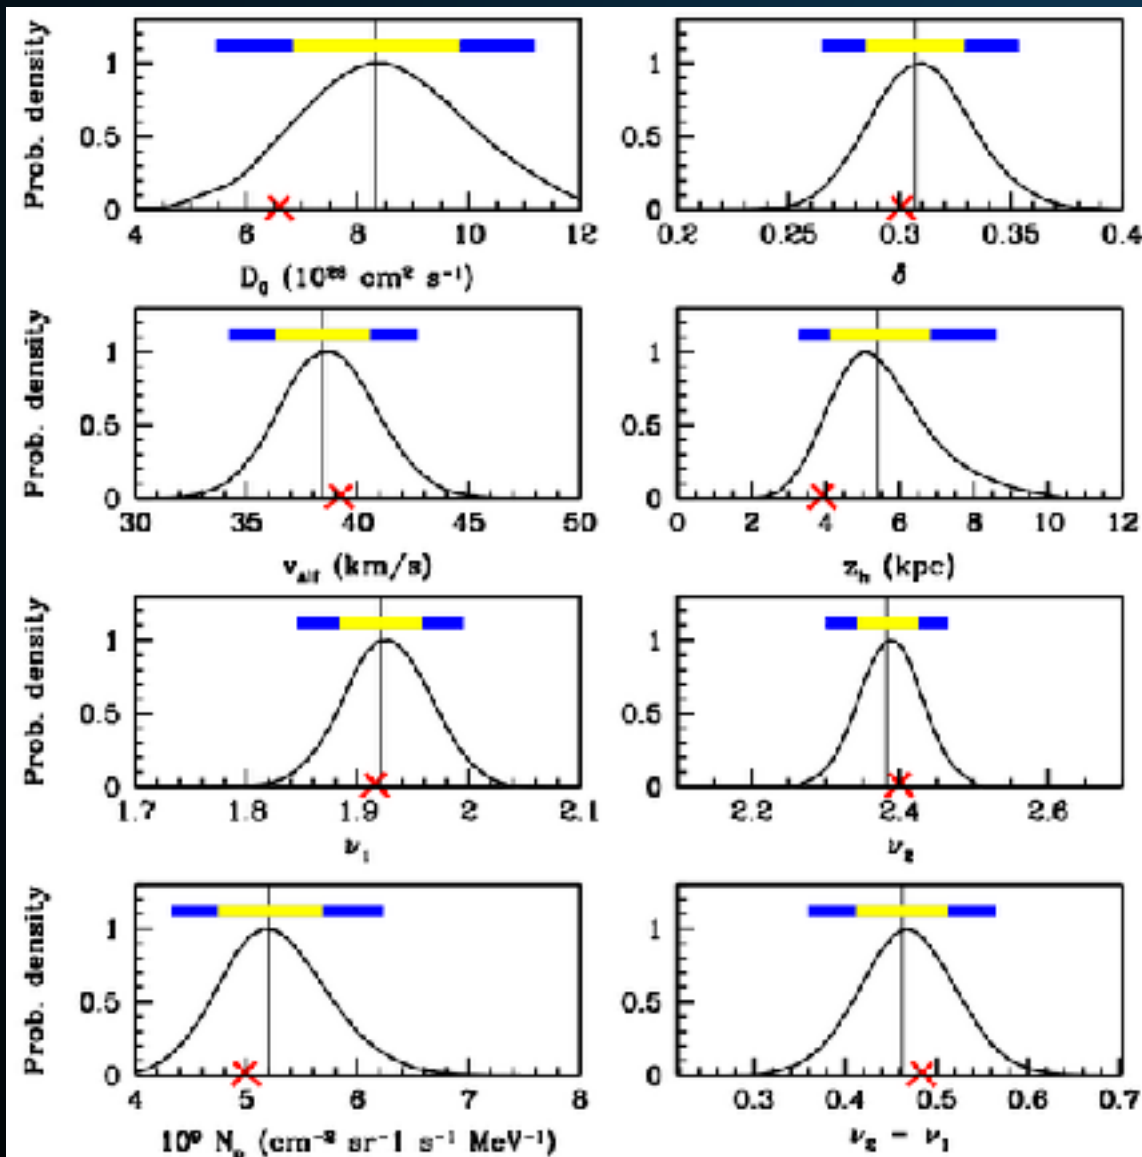 Prob. density
1
0.5
0
4 6 8 10 12
D₀ (10²⁸ cm² s⁻¹)
1
0.5
0
0.2 0.25 0.3 0.35 0.4
δ
Prob. density
1
0.5
0
30 35 40 45 50
v_alf (km/s)
1
0.5
0
0 2 4 6 8 10 12
z_h (kpc)
Prob. density
1
0.5
0
1.7 1.8 1.9 2 2.1
ν₁
1
0.5
0
2.2 2.4 2.6
ν₂
Prob. density
1
0.5
0
4 5 6 7 8
10⁹ N_p (cm⁻² sr⁻1 s⁻¹ MeV⁻¹)
1
0.5
0
0.3 0.4 0.5 0.6 0.7
ν₂ − ν₁